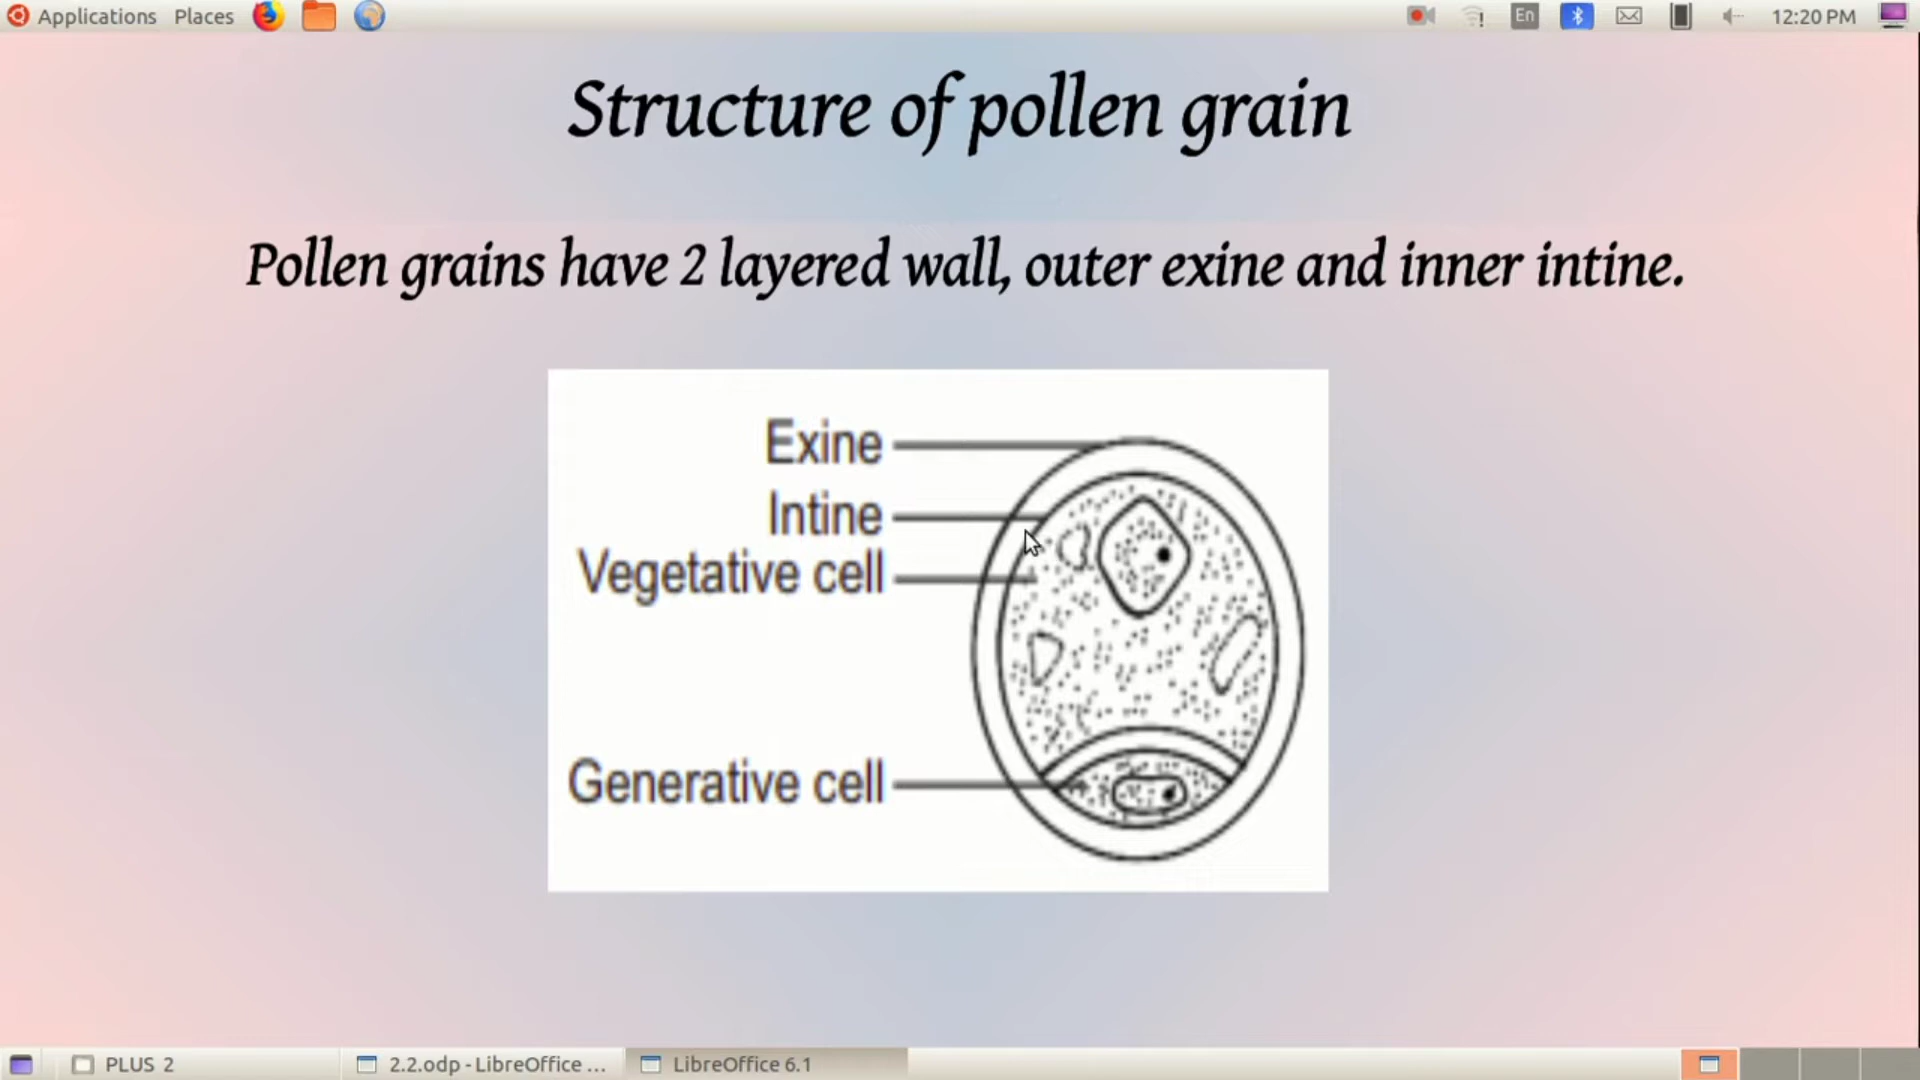 Applications Places En 12:20 PM
Structure of pollen grain
Pollen grains have 2 layered wall, outer exine and inner intine.
Exine
Intine
Vegetative cell
Generative cell
PLUS 2 2.2.odp - LibreOffice ... LibreOffice 6.1